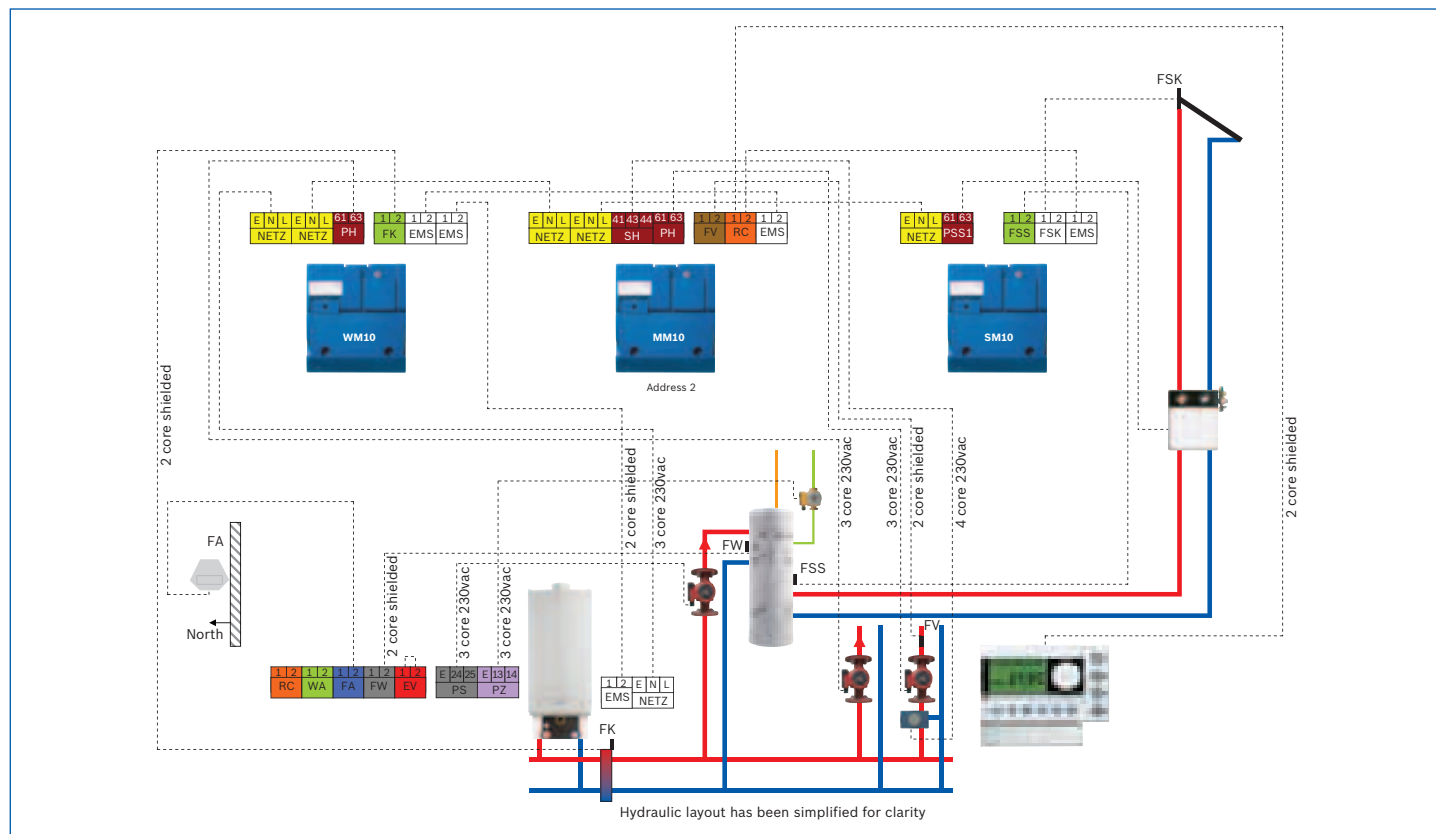 FSK
E N L E N L 61 63
NETZ NETZ PH
1 2 1 2 1 2
FK EMS EMS
E N L E N L 41 43 44 61 63
NETZ NETZ SH PH
1 2 1 2 1 2
FV RC EMS
E N L 61 63
NETZ PSS1
1 2 1 2 1 2
FSS FSK EMS
WM10
MM10
SM10
Address 2
2 core shielded
2 core shielded
3 core 230vac
3 core 230vac
3 core 230vac
2 core shielded
4 core 230vac
2 core shielded
FA
North
2 core shielded
3 core 230vac
3 core 230vac
FW
FSS
FV
1 2 1 2 1 2 1 2 1 2
RC WA FA FW EV
E 24 25 E 13 14
PS PZ
1 2 E N L
EMS NETZ
FK
Hydraulic layout has been simplified for clarity